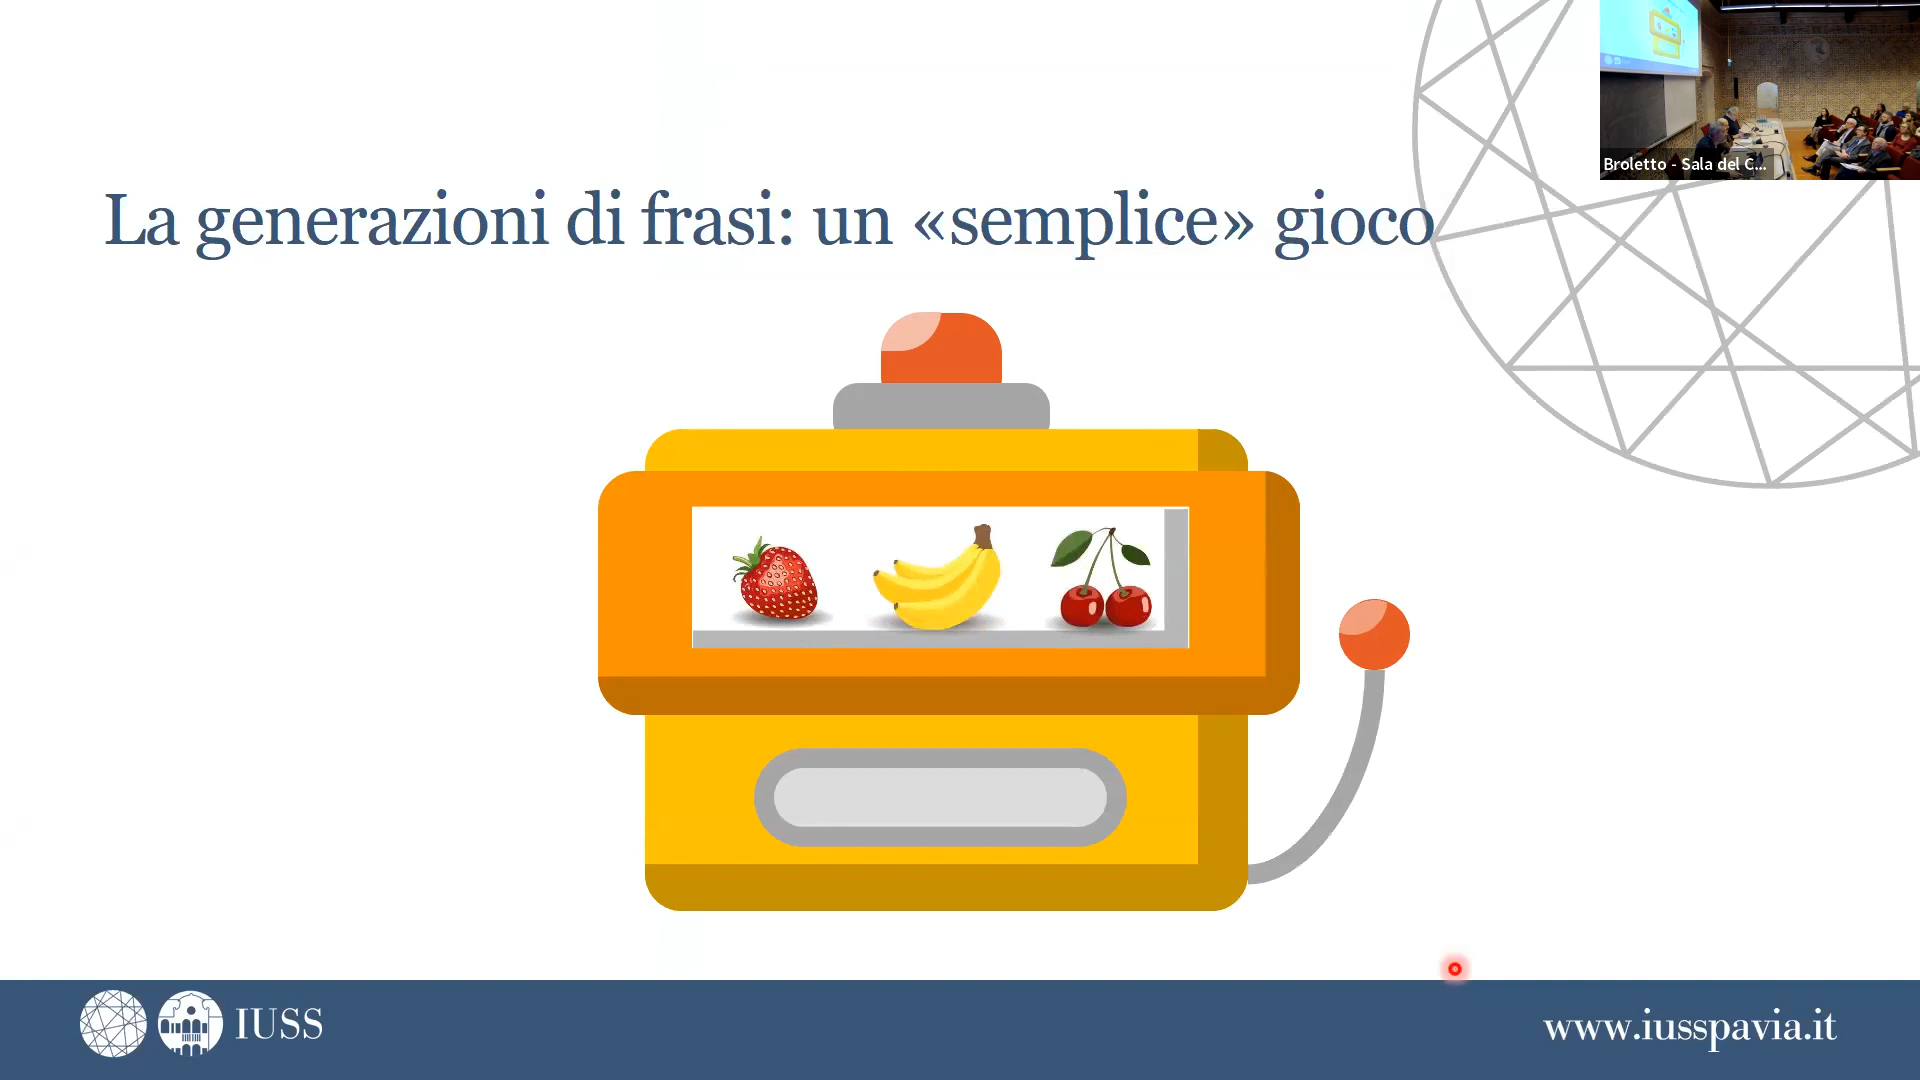 Broletto - Sala del C...
La generazioni di frasi: un «semplice» gioco
IUSS
www.iusspavia.it